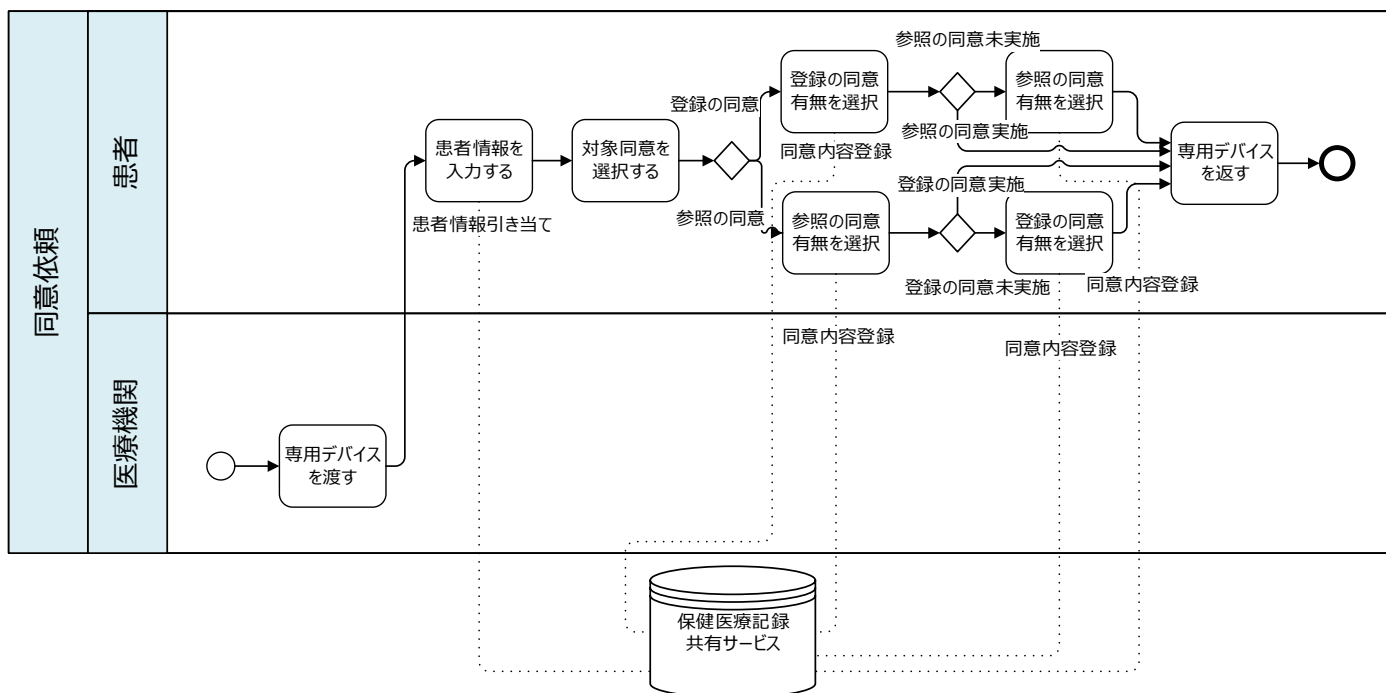 同意依頼
患者
医療機関
専用デバイス
を渡す
患者情報を
入力する
患者情報引き当て
対象同意を
選択する
登録の同意
参照の同意
登録の同意
有無を選択
同意内容登録
参照の同意
有無を選択
同意内容登録
参照の同意未実施
参照の同意実施
参照の同意
有無を選択
登録の同意実施
登録の同意未実施
登録の同意
有無を選択
同意内容登録
同意内容登録
専用デバイス
を返す
保健医療記録
共有サービス